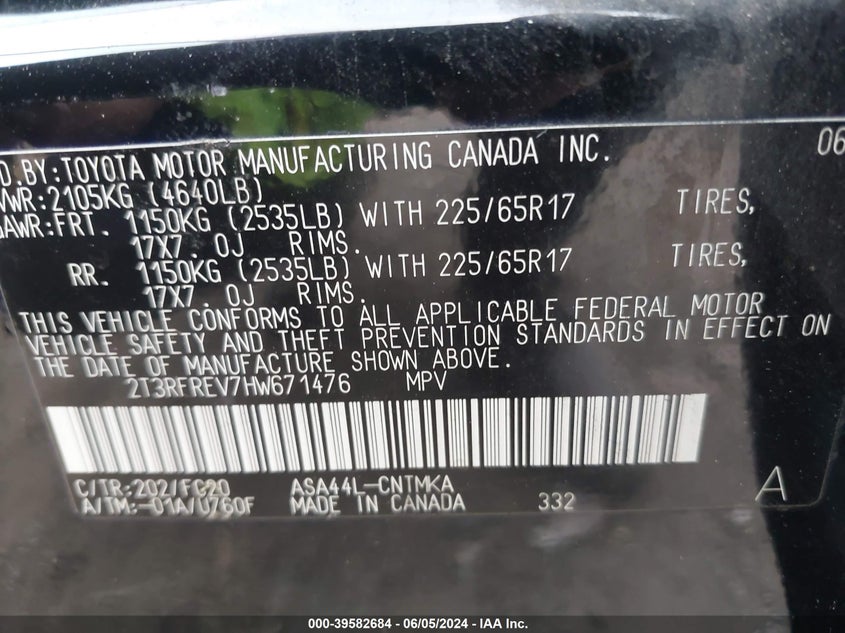 D.BY:TOYOTA MOTOR MANUFACTURING CANADA INC. 06
VWR:2105KG (4640LB)
GAWR:FRT. 1150KG (2535LB) WITH 225/65R17 TIRES,
17X7.0J RIMS.
RR. 1150KG (2535LB) WITH 225/65R17 TIRES,
17X7.0J RIMS.
THIS VEHICLE CONFORMS TO ALL APPLICABLE FEDERAL MOTOR
VEHICLE SAFETY AND THEFT PREVENTION STANDARDS IN EFFECT ON
THE DATE OF MANUFACTURE SHOWN ABOVE.
2T3RFREV7HW671476 MPV
C/TR:202/FC20 ASA44L-CNTMKA
A/TM:-01A/U760F MADE IN CANADA 332 A
000-39582684 - 06/05/2024 - IAA Inc.